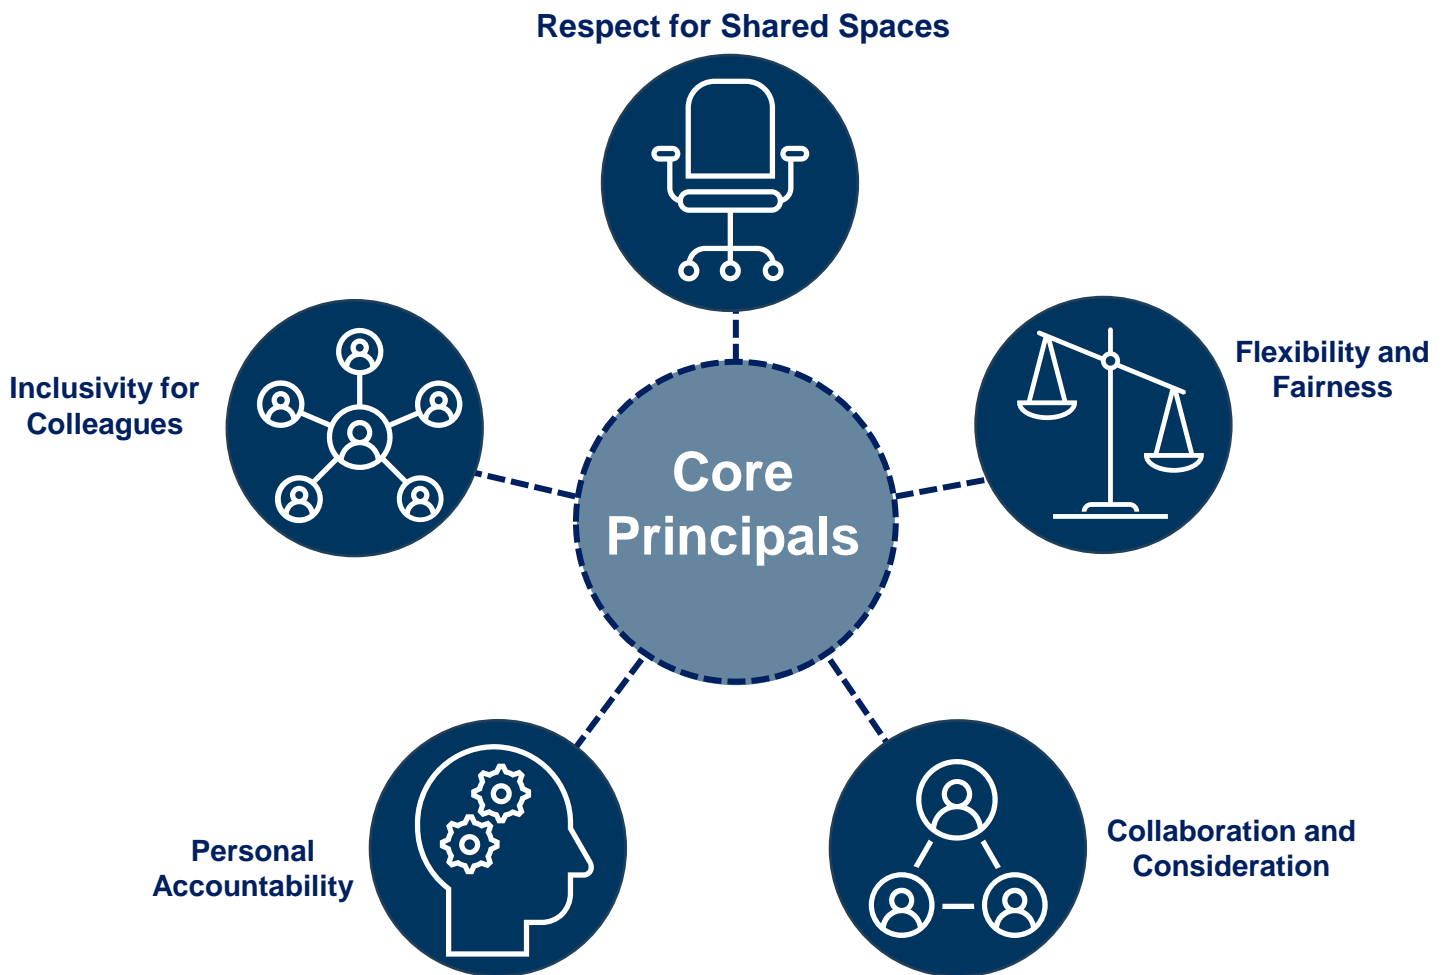 Respect for Shared Spaces
Flexibility and
Fairness
Inclusivity for
Colleagues
Core
Principals
Collaboration and
Consideration
Personal
Accountability